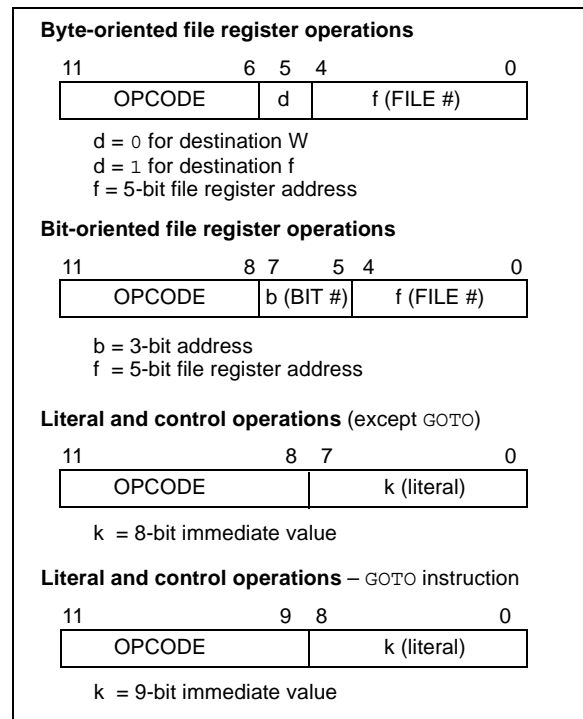 Byte-oriented file register operations
11 6 5 4 0
OPCODE d f (FILE #)
d = 0 for destination W
d = 1 for destination f
f = 5-bit file register address
Bit-oriented file register operations
11 8 7 5 4 0
OPCODE b (BIT #) f (FILE #)
b = 3-bit address
f = 5-bit file register address
Literal and control operations (except GOTO)
11 8 7 0
OPCODE k (literal)
k = 8-bit immediate value
Literal and control operations – GOTO instruction
11 9 8 0
OPCODE k (literal)
k = 9-bit immediate value